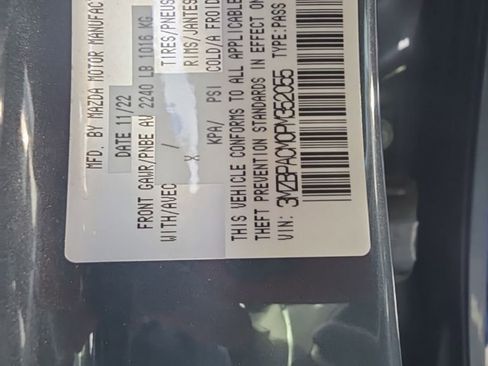 MFD. BY MAZDA MOTOR MANUFAC
DATE 11/22
FRONT GAWR/PNBE AV 2240 LB 1016 KG
WITH/AVEC / TIRES/PNEUS
X RIMS/JANTES
KPA/ PSI COLD/A FROID
THIS VEHICLE CONFORMS TO ALL APPLICABLE
THEFT PREVENTION STANDARDS IN EFFECT ON
VIN: 3MZBPACM0PM352055 TYPE:PASS